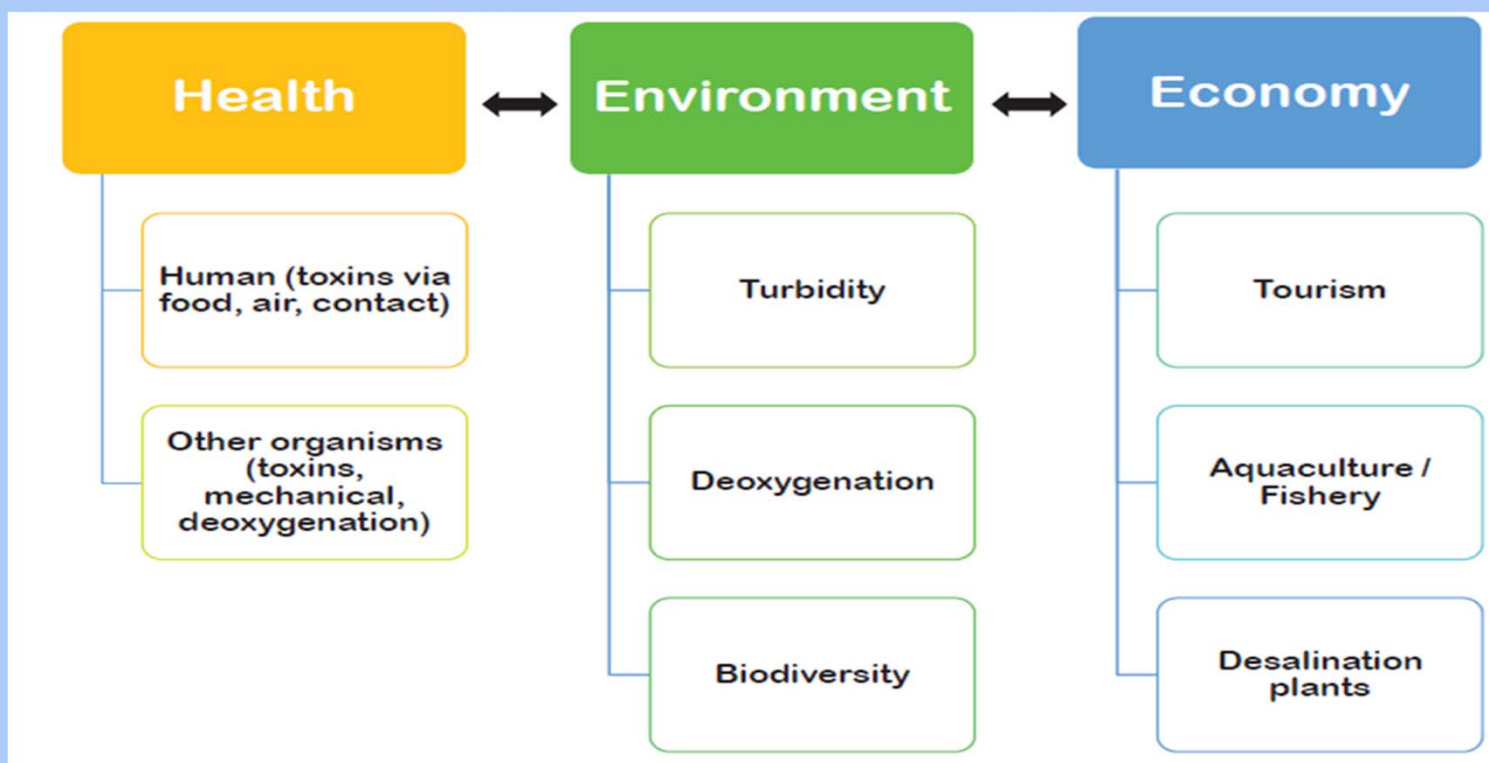 Health
Environment
Economy
Human (toxins via
food, air, contact)
Other organisms
(toxins,
mechanical,
deoxygenation)
Turbidity
Deoxygenation
Biodiversity
Tourism
Aquaculture /
Fishery
Desalination
plants